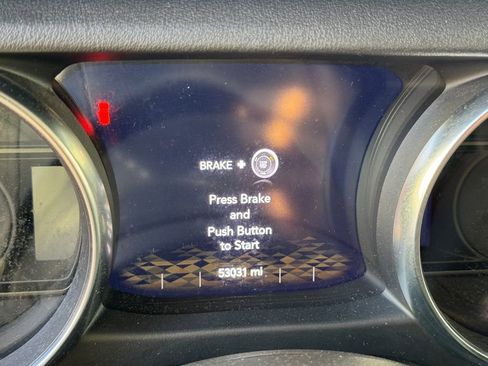 BRAKE +
Press Brake
and
Push Button
to Start
53031 mi